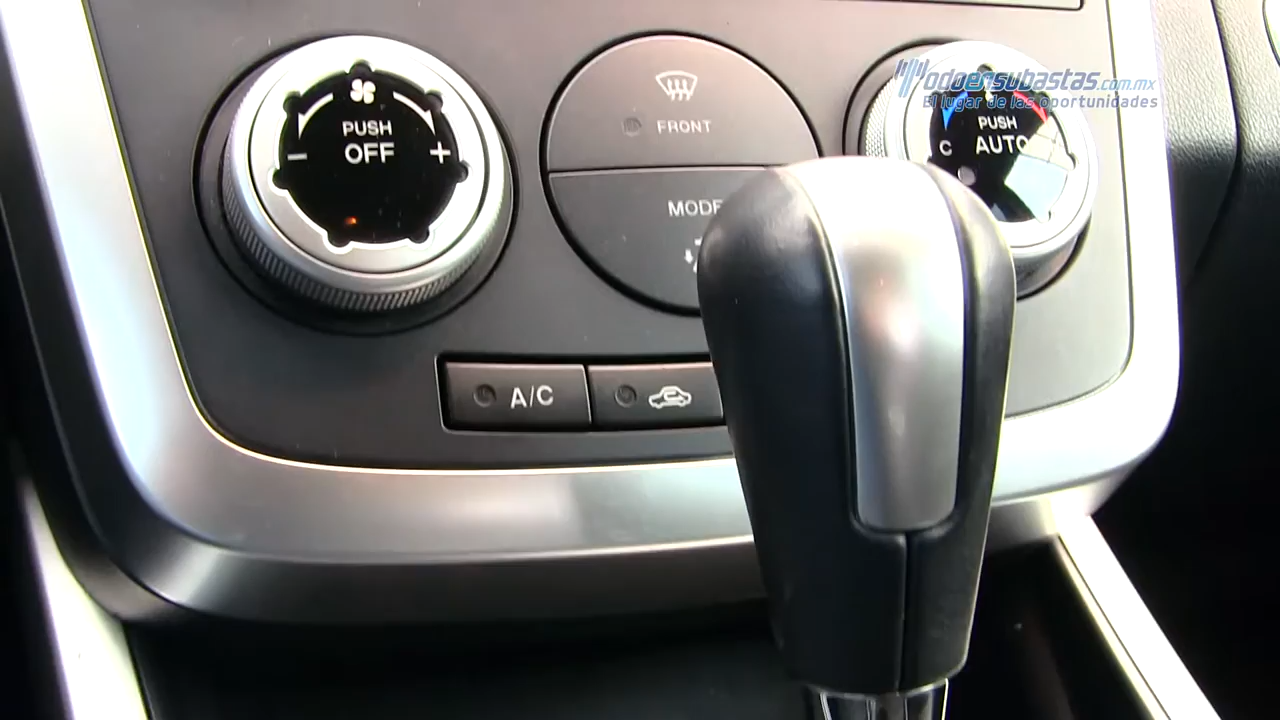 PUSH
OFF
− +
FRONT
MODE
A/C
Todoensubastas.com.mx
El lugar de las oportunidades
PUSH
C AUTO